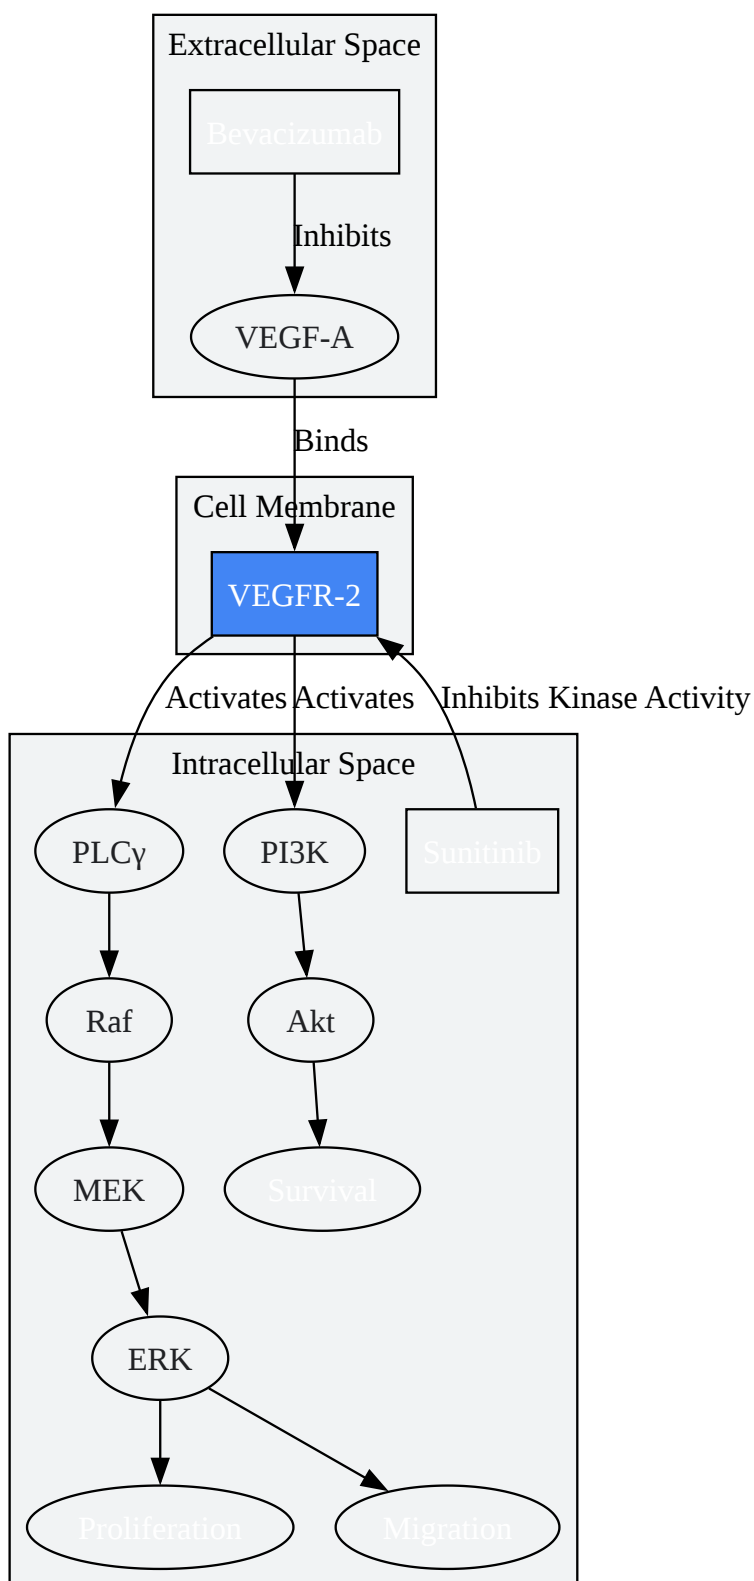 Extracellular Space
Bevacizumab
Inhibits
VEGF-A
Binds
Cell Membrane
VEGFR-2
Activates
Activates
Inhibits Kinase Activity
Intracellular Space
PLCγ
PI3K
Sunitinib
Raf
Akt
MEK
Survival
ERK
Proliferation
Migration